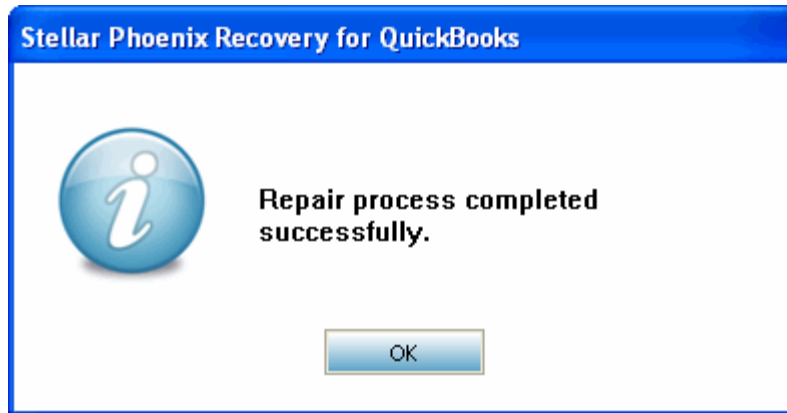 Stellar Phoenix Recovery for QuickBooks
Repair process completed
successfully.
OK